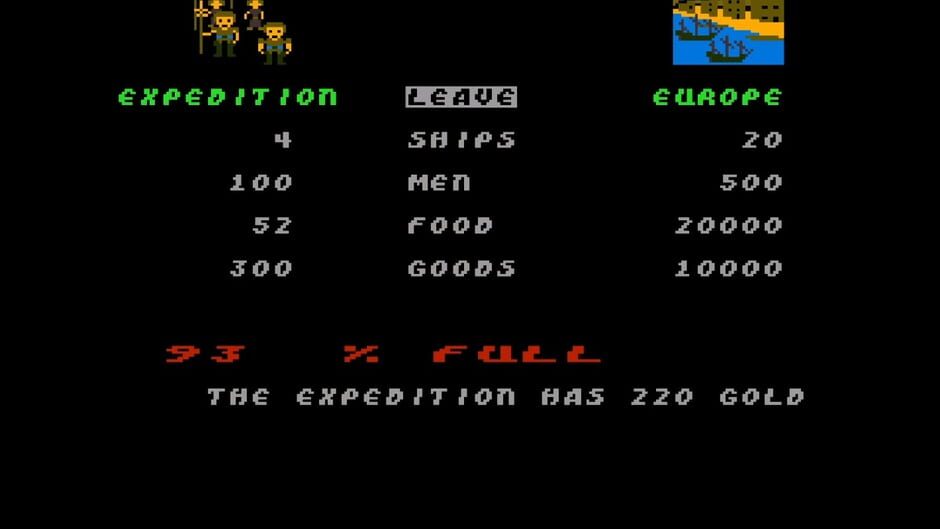 EXPEDITION LEAVE EUROPE
4 SHIPS 20
100 MEN 500
52 FOOD 20000
300 GOODS 10000
93 % FULL
THE EXPEDITION HAS 220 GOLD